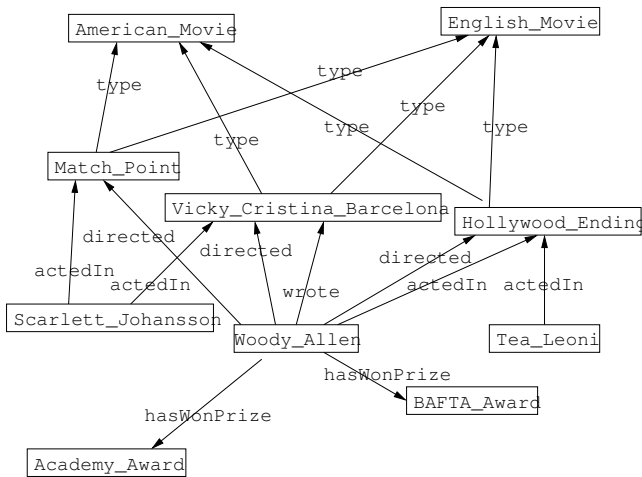 American_Movie
English_Movie
type
type
type
type
type
type
Match_Point
Vicky_Cristina_Barcelona
Hollywood_Ending
directed
directed
directed
actedIn
actedIn
wrote
actedIn
actedIn
Scarlett_Johansson
Woody_Allen
Tea_Leoni
hasWonPrize
BAFTA_Award
hasWonPrize
Academy_Award